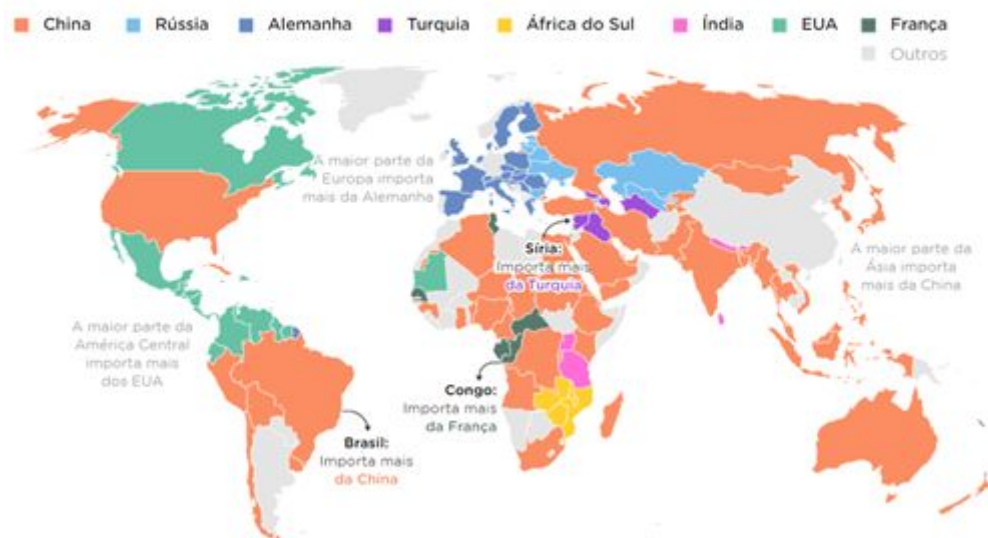 China Rússia Alemanha Turquia África do Sul Índia EUA França
Outros
A maior parte da
Europa importa
mais da Alemanha
Síria:
Importa mais
da Turquia
A maior parte da
Ásia importa
mais da China
A maior parte da
América Central
importa mais
dos EUA
Congo:
Importa mais
da França
Brasil:
Importa mais
da China